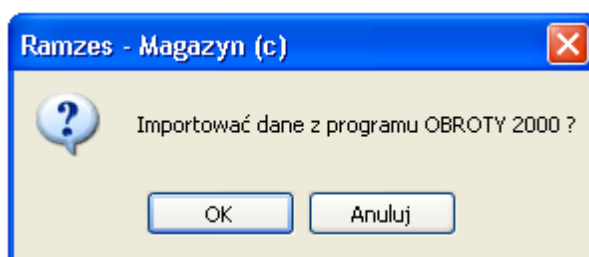 Ramzes - Magazyn (c)
Importować dane z programu OBROTY 2000 ?
OK
Anuluj